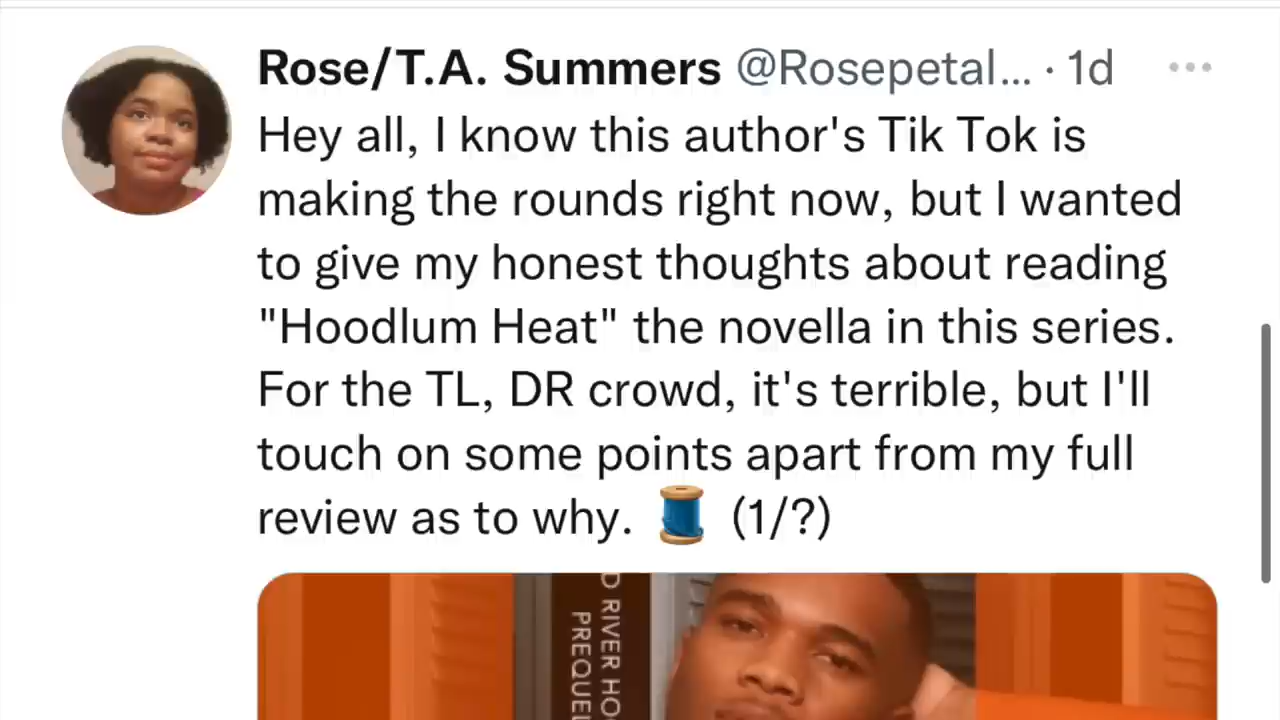 Rose/T.A. Summers @Rosepetal... · 1d
Hey all, I know this author's Tik Tok is
making the rounds right now, but I wanted
to give my honest thoughts about reading
"Hoodlum Heat" the novella in this series.
For the TL, DR crowd, it's terrible, but I'll
touch on some points apart from my full
review as to why. 🧵 (1/?)
D RIVER HO
PREQUEL